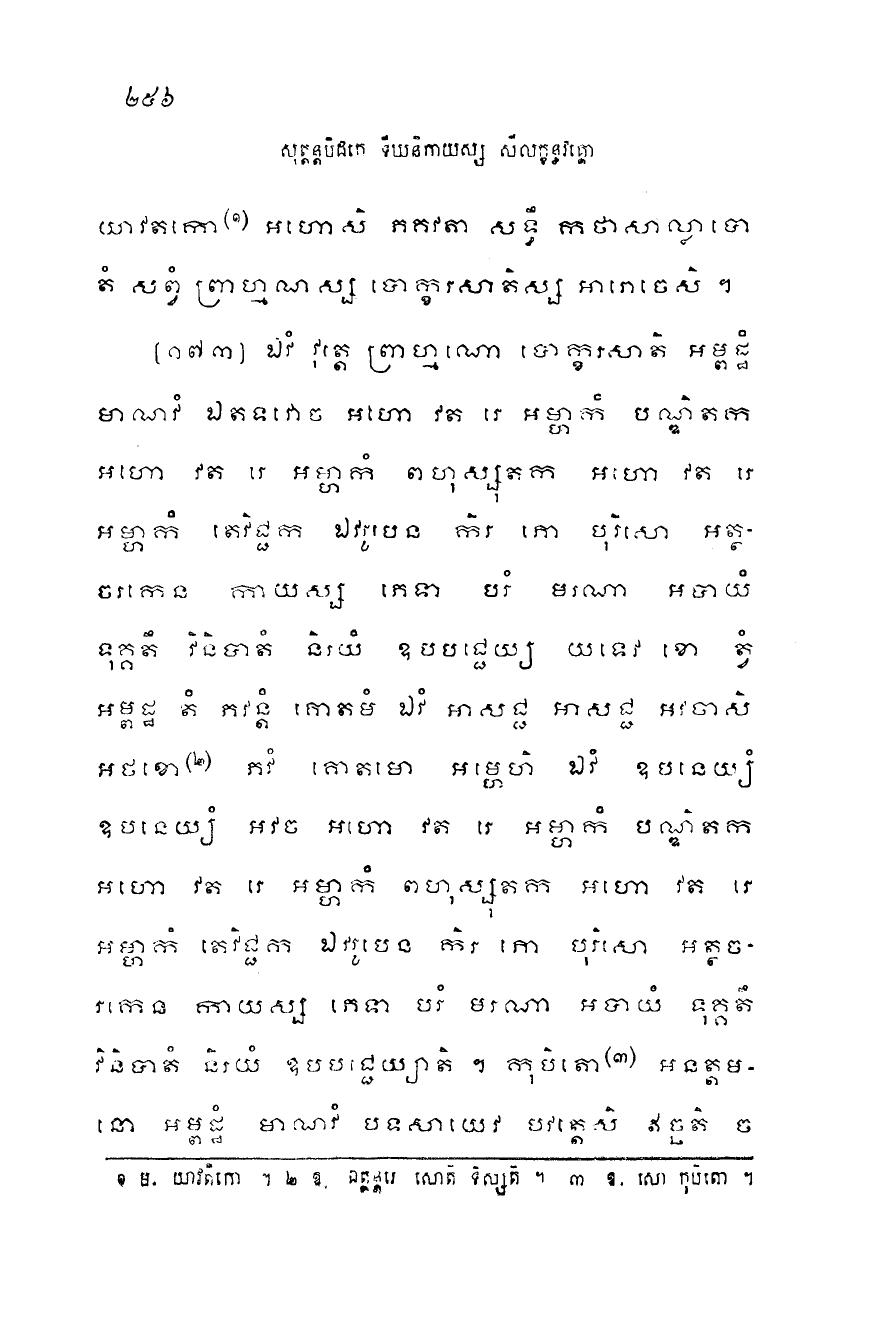 ២៥៦
សុត្តន្តបិដកេ ទីឃនិកាយស្ស សីលក្ខន្ធវគ្គោ
យាវតកោ(១) អហោសិ ភគវតា សទ្ធឹ កថាសល្លាបោ
តំ សព្វំ ព្រាហ្មណស្ស បោក្ខរសាតិស្ស អារោចេសិ ។
[១៧៣] ឯវំ វុត្តេ ព្រាហ្មណោ បោក្ខរសាតិ អម្ពដ្ឋំ
មាណវំ ឯតទវោច អហោ វត រេ អម្ហាកំ បណ្ឌិតក
អហោ វត រេ អម្ហាកំ ពហុស្សុតក អហោ វត រេ
អម្ហាកំ តេវិជ្ជក ឯវរូបេន កិរ ភោ បុរិសោ អត្ថ-
ចរកេន កាយស្ស ភេទា បរំ មរណា អបាយំ
ទុគ្គតឹ វិនិបាតំ និរយំ ឧបបជ្ជេយ្យ យទេវ ខោ ត្វំ
អម្ពដ្ឋ តំ ភវន្តំ គោតមំ ឯវំ អាសជ្ជ អាសជ្ជ អវចាសិ
អថខោ(២) ភវំ គោតមោ អម្ហេហិ ឯវំ ឧបនេយ្យំ
ឧបនេយ្យំ អវច អហោ វត រេ អម្ហាកំ បណ្ឌិតក
អហោ វត រេ អម្ហាកំ ពហុស្សុតក អហោ វត រេ
អម្ហាកំ តេវិជ្ជក ឯវរូបេន កិរ ភោ បុរិសោ អត្ថច-
រកេន កាយស្ស ភេទា បរំ មរណា អបាយំ ទុគ្គតឹ
វិនិបាតំ និរយំ ឧបបជ្ជេយ្យាតិ ។ កុបិតោ(៣) អនត្តម-
នោ អម្ពដ្ឋំ មាណវំ បទសាយេវ បវត្តេសិ ឥច្ឆតិ ច
១ ម. យាវតិកោ ។ ២ ឱ. ឯត្ថន្តរេ សោតិ ទិស្សតិ ។ ៣ ឱ. សោ កុបិតោ ។